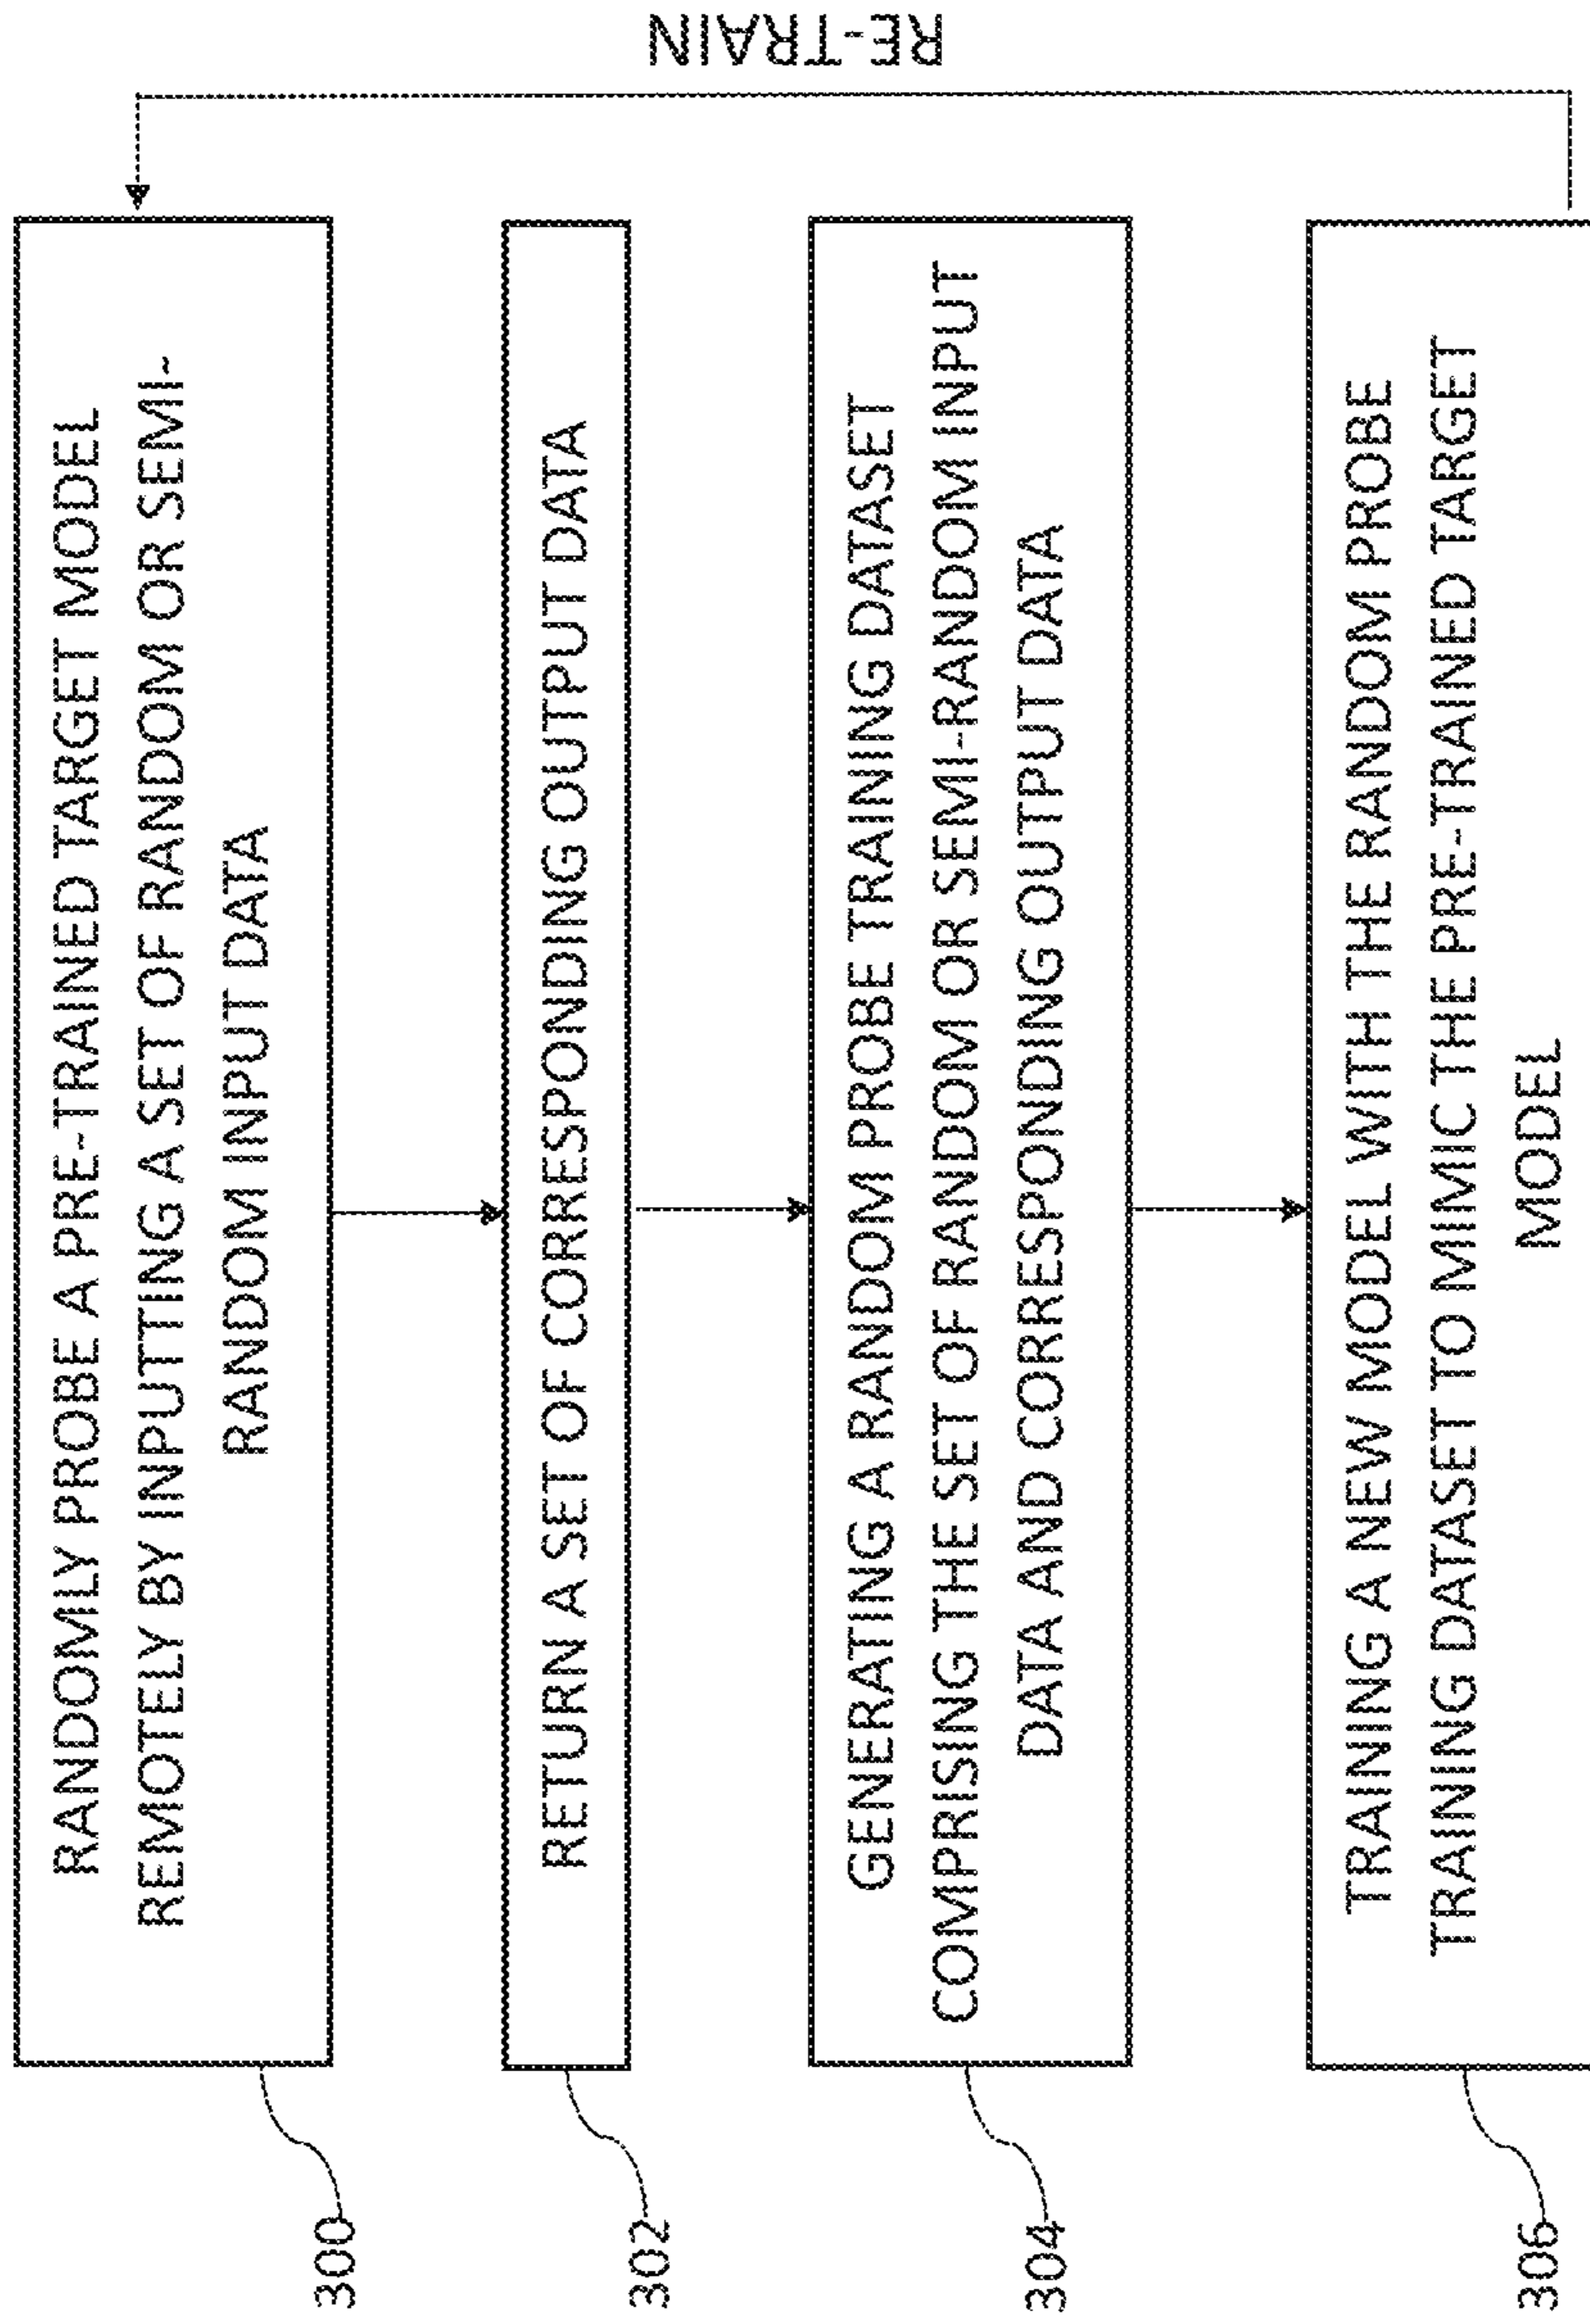 RE-TRAIN
300
RANDOMLY PROBE A PRE-TRAINED TARGET MODEL
REMOTELY BY INPUTTING A SET OF RANDOM OR SEMI-
RANDOM INPUT DATA
302
RETURN A SET OF CORRESPONDING OUTPUT DATA
304
GENERATING A RANDOM PROBE TRAINING DATASET
COMPRISING THE SET OF RANDOM OR SEMI-RANDOM INPUT
DATA AND CORRESPONDING OUTPUT DATA
306
TRAINING A NEW MODEL WITH THE RANDOM PROBE
TRAINING DATASET TO MIMIC THE PRE-TRAINED TARGET
MODEL